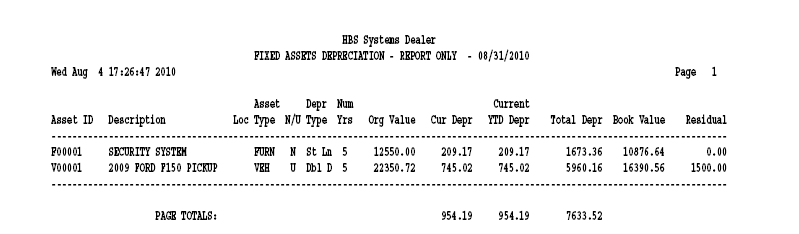 HBS Systems Dealer
FIXED ASSETS DEPRECIATION - REPORT ONLY - 08/31/2010
Wed Aug 4 17:26:47 2010 Page 1
Asset Depr Num Current
Asset ID Description Loc Type N/U Type Yrs Org Value Cur Depr YTD Depr Total Depr Book Value Residual
F00001 SECURITY SYSTEM FURN N St Ln 5 12550.00 209.17 209.17 1673.36 10876.64 0.00
V00001 2009 FORD F150 PICKUP VEH U Dbl D 5 22350.72 745.02 745.02 5960.16 16390.56 1500.00
PAGE TOTALS: 954.19 954.19 7633.52